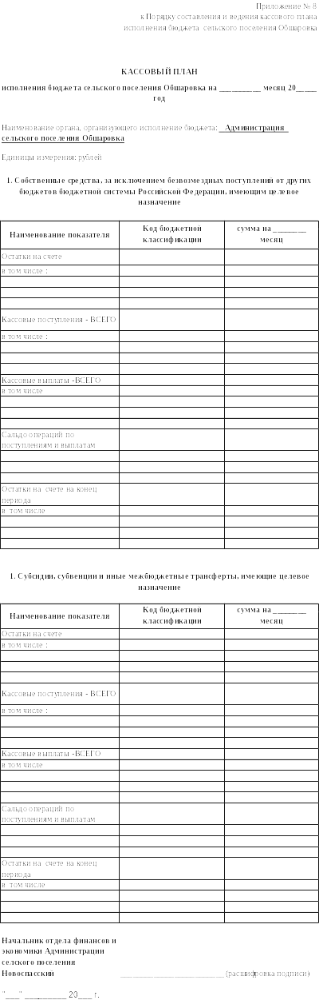 Приложение № 8
к Порядку составления и ведения кассового плана
исполнения бюджета сельского поселения Обшаровка
КАССОВЫЙ ПЛАН
исполнения бюджета сельского поселения Обшаровка на __________ месяц 20_____
год
Наименование органа, организующего исполнение бюджета: Администрация
сельского поселения Обшаровка
Единицы измерения: рублей
1. Собственные средства, за исключением безвозмездных поступлений от других
бюджетов бюджетной системы Российской Федерации, имеющим целевое
назначение
Наименование показателя
Код бюджетной
классификации
сумма на ________
месяц
Остатки на счете
в том числе :
Кассовые поступления - ВСЕГО
в том числе :
Кассовые выплаты -ВСЕГО
в том числе
Сальдо операций по
поступлениям и выплатам
Остатки на счете на конец
периода
в том числе
1. Субсидии, субвенции и иные межбюджетные трансферты, имеющие целевое
назначение
Наименование показателя
Код бюджетной
классификации
сумма на ________
месяц
Остатки на счете
в том числе :
Кассовые поступления - ВСЕГО
в том числе :
Кассовые выплаты -ВСЕГО
в том числе
Сальдо операций по
поступлениям и выплатам
Остатки на счете на конец
периода
в том числе
Начальник отдела финансов и
экономики Администрации
селского поселения
Новоспасский _________________________ (расшифровка подписи)
"___" __________ 20___ г.